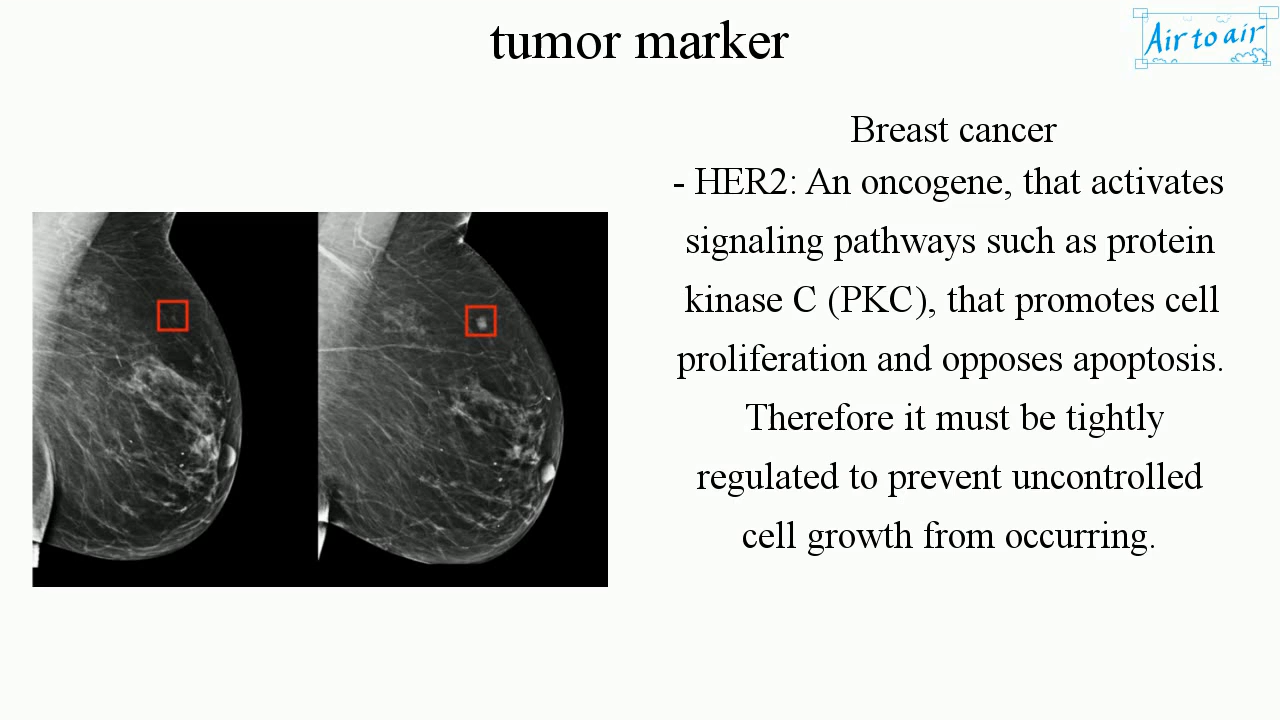 tumor marker
Air to air
Breast cancer
- HER2: An oncogene, that activates
signaling pathways such as protein
kinase C (PKC), that promotes cell
proliferation and opposes apoptosis.
Therefore it must be tightly
regulated to prevent uncontrolled
cell growth from occurring.